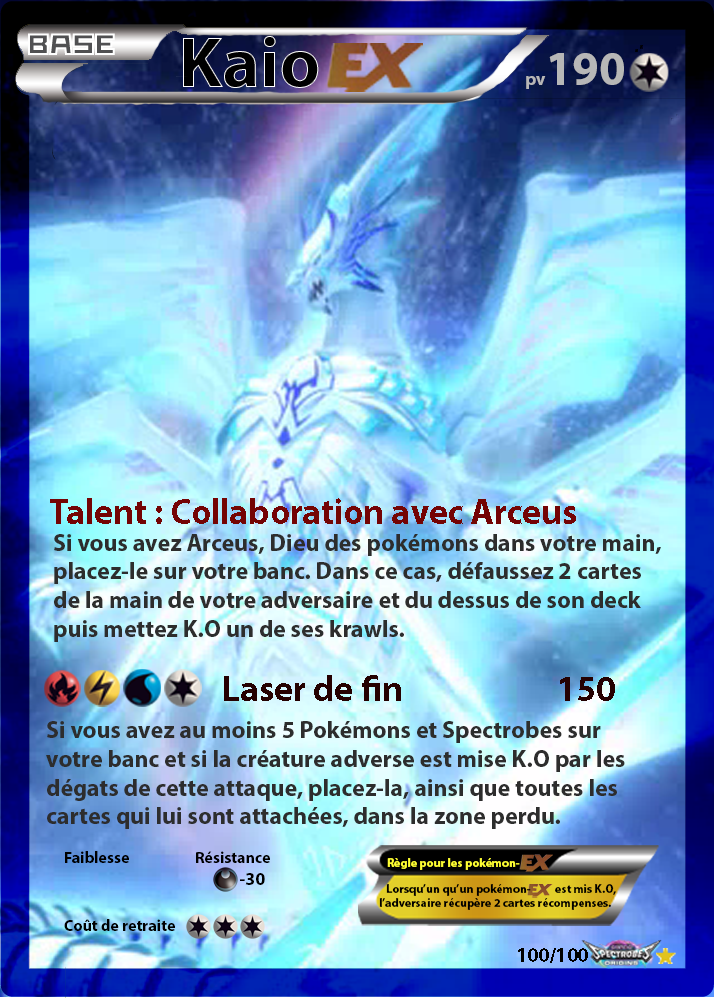 BASE Kaio EX pv 190
Talent : Collaboration avec Arceus
Si vous avez Arceus, Dieu des pokémons dans votre main,
placez-le sur votre banc. Dans ce cas, défaussez 2 cartes
de la main de votre adversaire et du dessus de son deck
puis mettez K.O un de ses krawls.
Laser de fin 150
Si vous avez au moins 5 Pokémons et Spectrobes sur
votre banc et si la créature adverse est mise K.O par les
dégats de cette attaque, placez-la, ainsi que toutes les
cartes qui lui sont attachées, dans la zone perdu.
Faiblesse Résistance
-30
Règle pour les pokémon-EX
Lorsqu'un qu'un pokémon-EX est mis K.O,
l'adversaire récupère 2 cartes récompenses.
Coût de retraite
100/100 SPECTROBES
ORIGINS